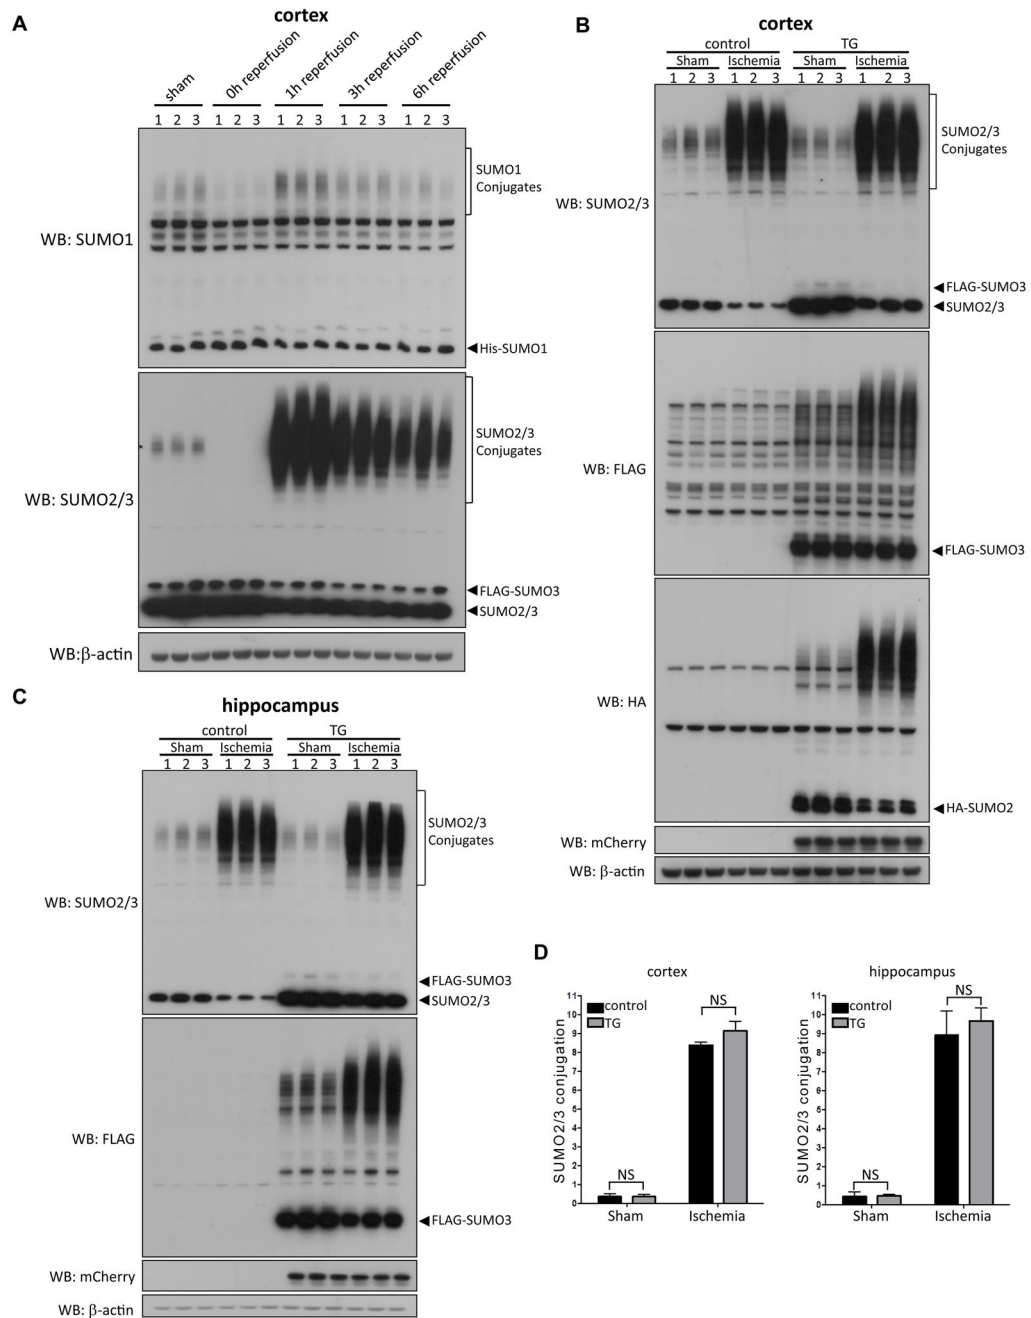 A
cortex
sham
0h reperfusion
1h reperfusion
3h reperfusion
6h reperfusion
1 2 3 1 2 3 1 2 3 1 2 3 1 2 3
SUMO1
Conjugates
WB: SUMO1
His-SUMO1
SUMO2/3
Conjugates
WB: SUMO2/3
FLAG-SUMO3
SUMO2/3
WB:β-actin
B
cortex
control TG
Sham Ischemia Sham Ischemia
1 2 3 1 2 3 1 2 3 1 2 3
SUMO2/3
Conjugates
WB: SUMO2/3
FLAG-SUMO3
SUMO2/3
WB: FLAG
FLAG-SUMO3
WB: HA
HA-SUMO2
WB: mCherry
WB: β-actin
C
hippocampus
control TG
Sham Ischemia Sham Ischemia
1 2 3 1 2 3 1 2 3 1 2 3
SUMO2/3
Conjugates
WB: SUMO2/3
FLAG-SUMO3
SUMO2/3
WB: FLAG
FLAG-SUMO3
WB: mCherry
WB: β-actin
D
cortex
SUMO2/3 conjugation
11
10
9
8
7
6
5
4
3
2
1
0
control
TG
NS
NS
Sham Ischemia
hippocampus
SUMO2/3 conjugation
11
10
9
8
7
6
5
4
3
2
1
0
control
TG
NS
NS
Sham Ischemia